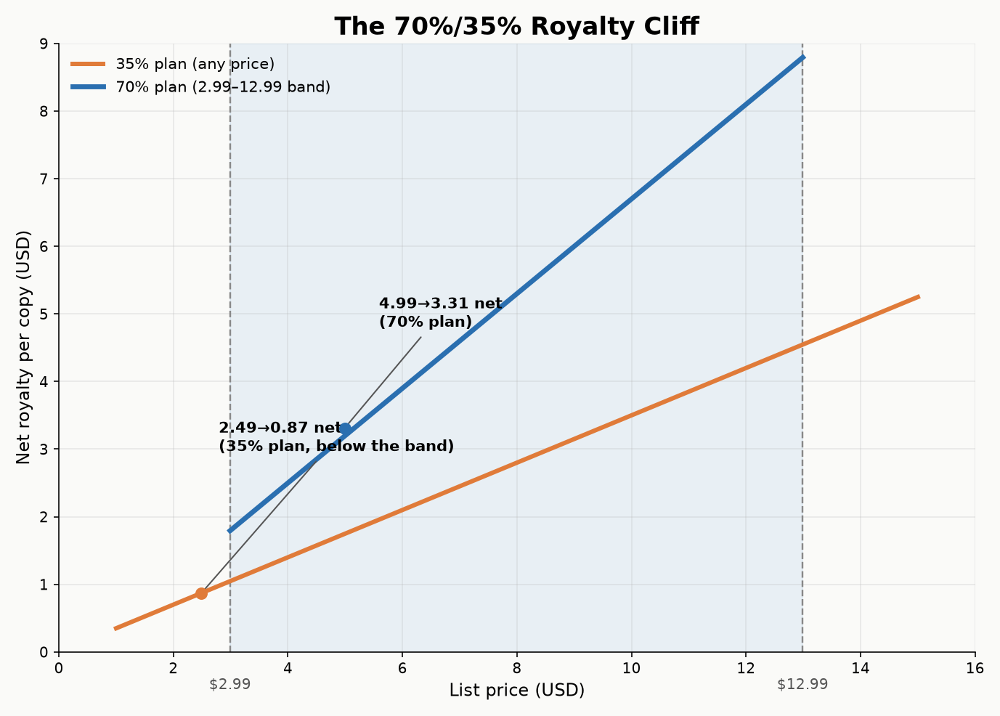 The 70%/35% Royalty Cliff
35% plan (any price)
70% plan (2.99–12.99 band)
Net royalty per copy (USD)
9
8
7
6
5
4
3
2
1
0
4.99→3.31 net
(70% plan)
2.49→0.87 net
(35% plan, below the band)
0 2 4 6 8 10 12 14 16
$2.99 $12.99
List price (USD)